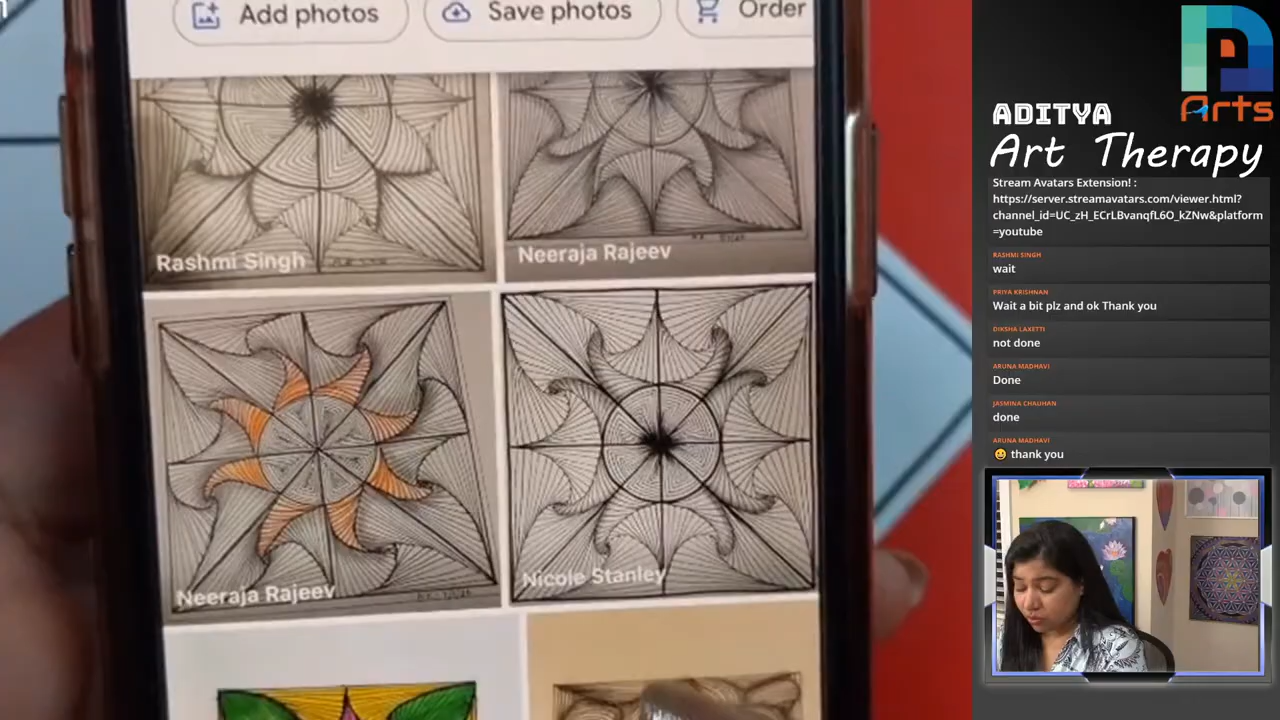 Add photos
Save photos
Order
Rashmi Singh
Neeraja Rajeev
Neeraja Rajeev
Nicole Stanley
Arts
ADITYA
Art Therapy
Stream Avatars Extension! :
https://server.streamavatars.com/viewer.html?
channel_id=UC_zH_ECrLBvanqfL6O_kZNw&platform
=youtube
RASHMI SINGH
wait
PRIYA KRISHNAN
Wait a bit plz and ok Thank you
DIKSHA LAXETTI
not done
ARUNA MADHAVI
Done
JASMINA CHAUHAN
done
ARUNA MADHAVI
😀 thank you